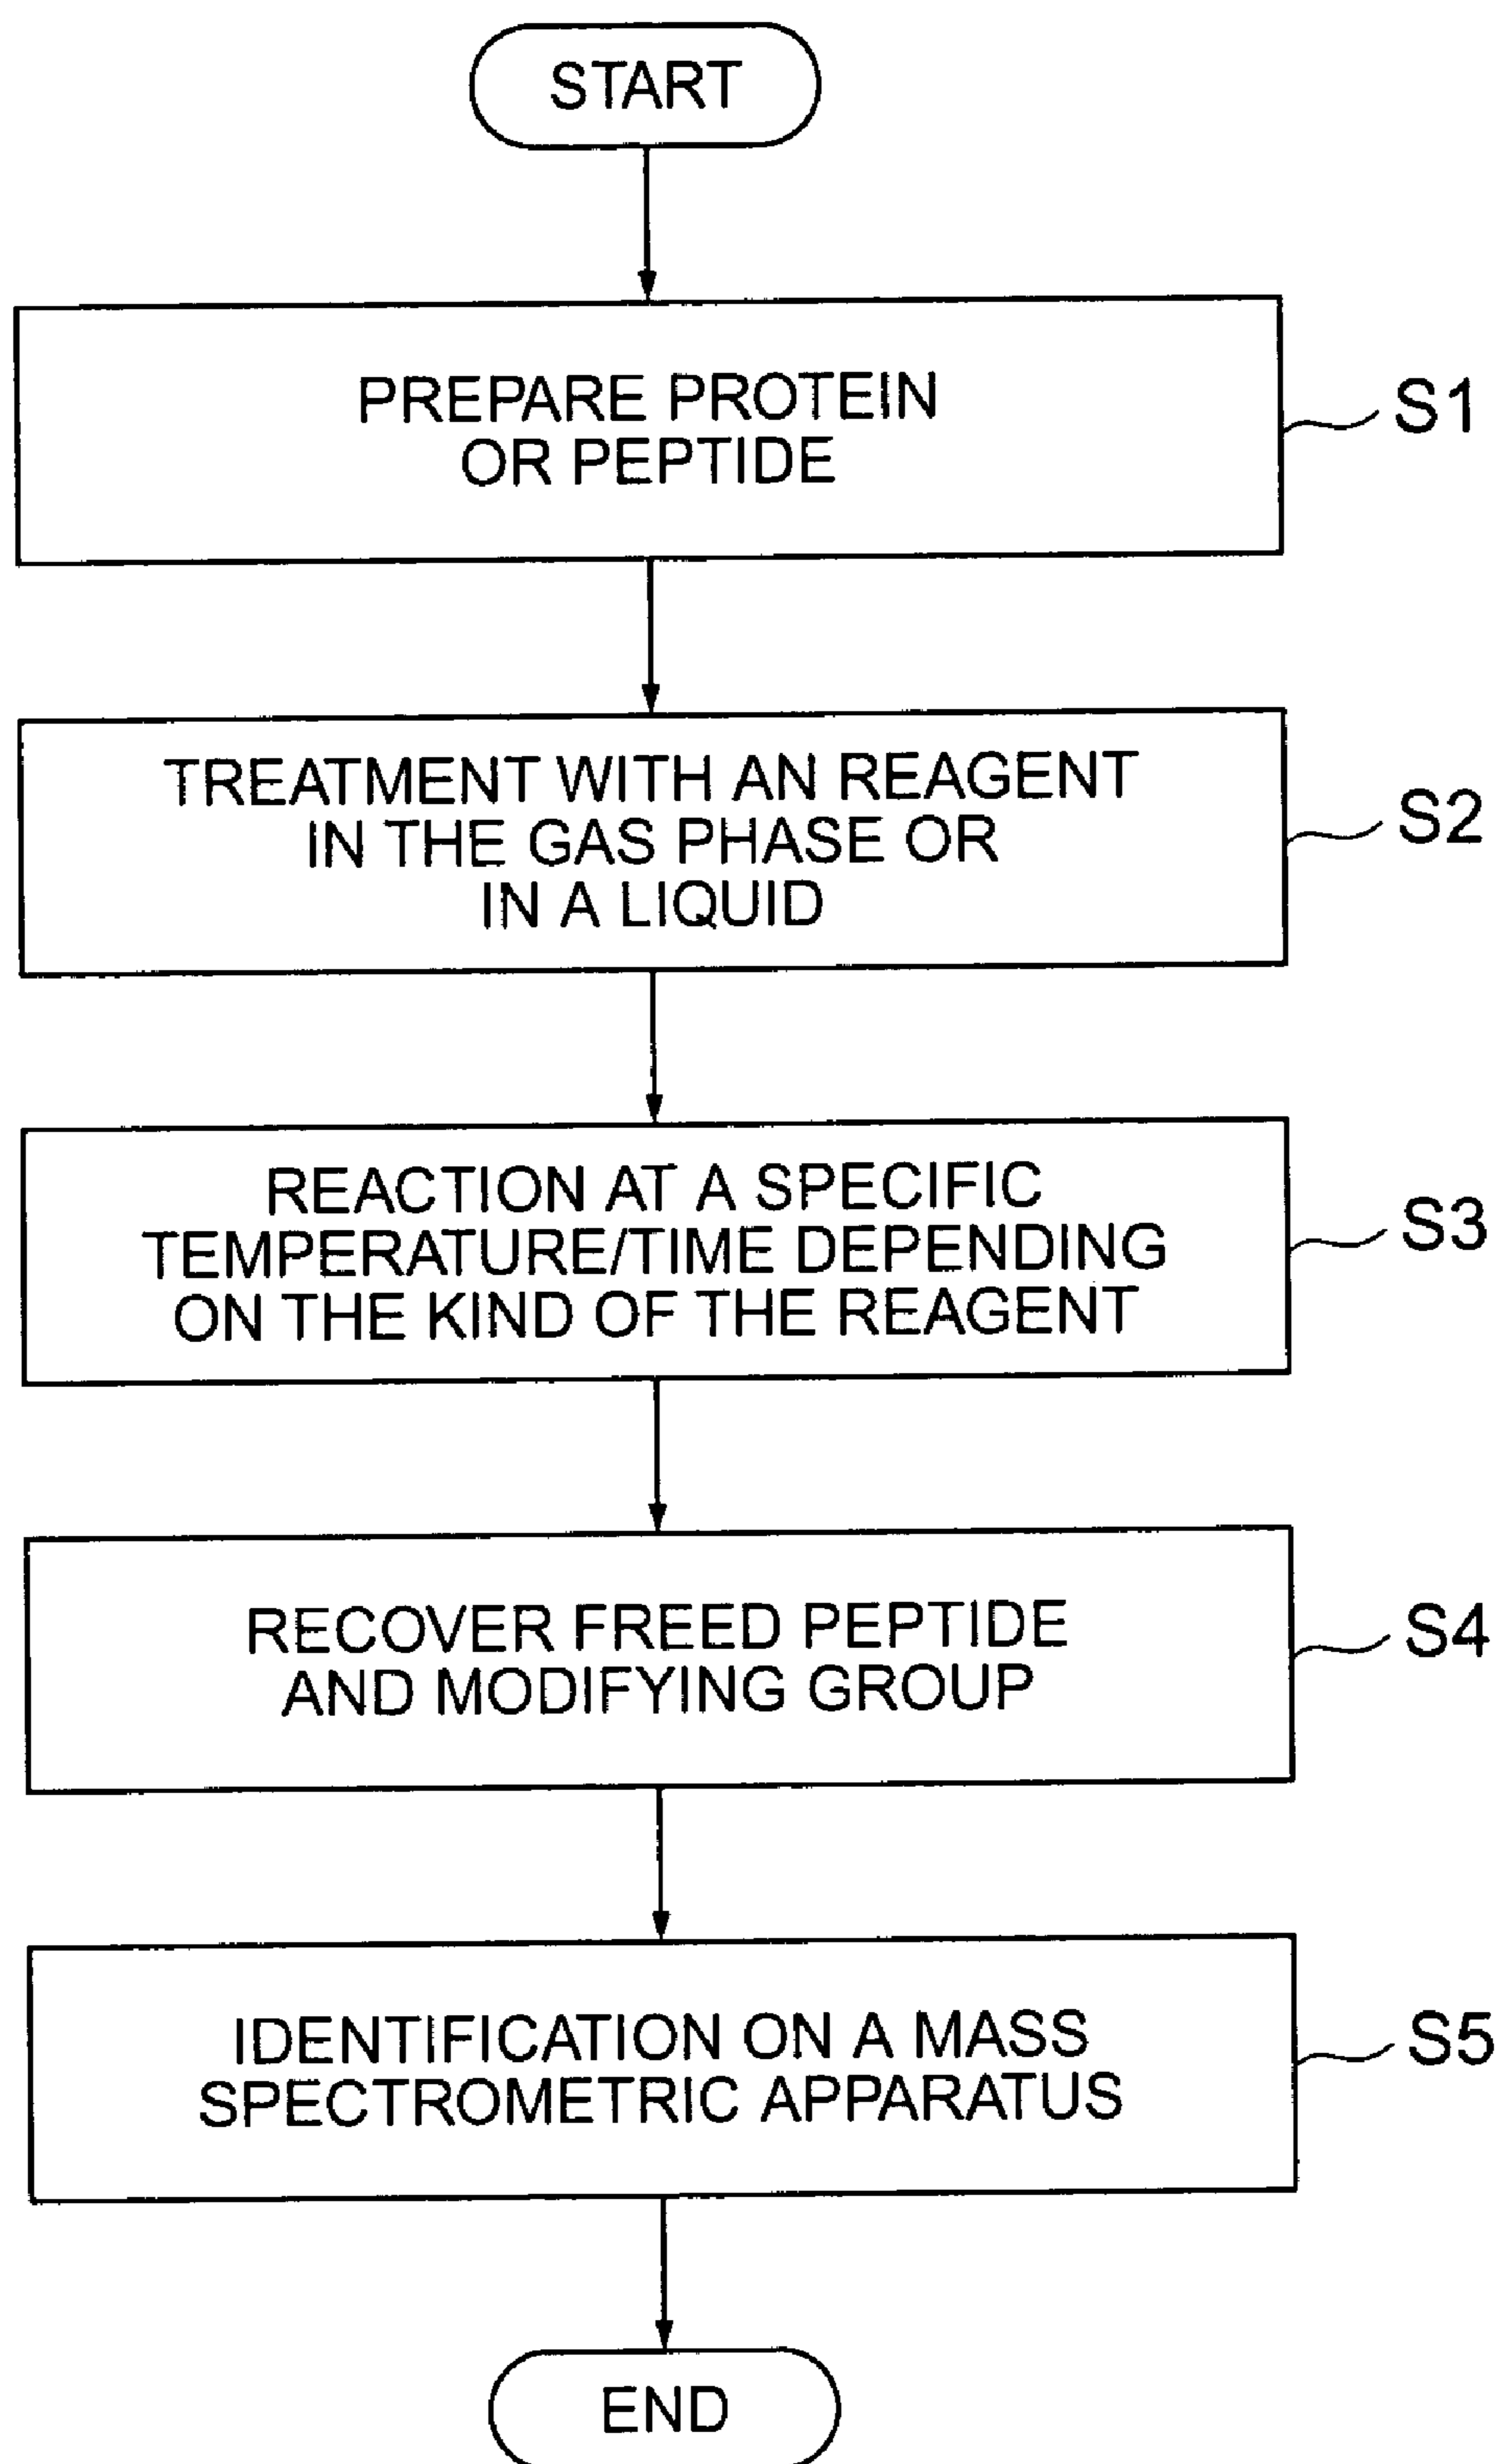 START
PREPARE PROTEIN
OR PEPTIDE
S1
TREATMENT WITH AN REAGENT
IN THE GAS PHASE OR
IN A LIQUID
S2
REACTION AT A SPECIFIC
TEMPERATURE/TIME DEPENDING
ON THE KIND OF THE REAGENT
S3
RECOVER FREED PEPTIDE
AND MODIFYING GROUP
S4
IDENTIFICATION ON A MASS
SPECTROMETRIC APPARATUS
S5
END